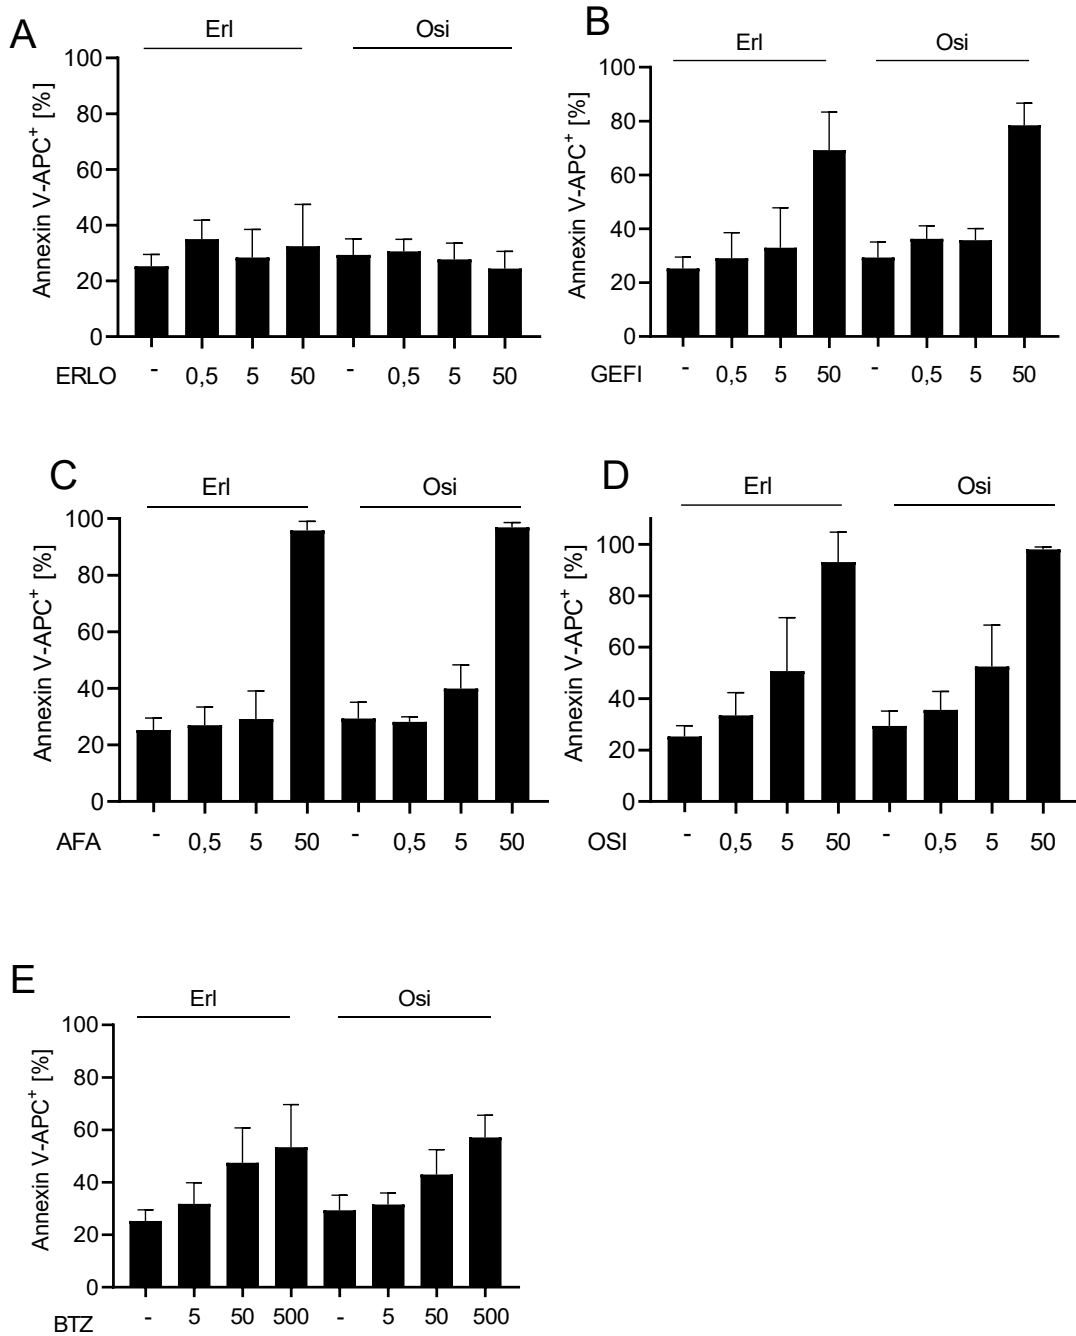 A
Erl Osi
Annexin V-APC+ [%]
100
80
60
40
20
0
ERLO - 0,5 5 50 - 0,5 5 50
B
Erl Osi
Annexin V-APC+ [%]
100
80
60
40
20
0
GEFI - 0,5 5 50 - 0,5 5 50
C
Erl Osi
Annexin V-APC+ [%]
100
80
60
40
20
0
AFA - 0,5 5 50 - 0,5 5 50
D
Erl Osi
Annexin V-APC+ [%]
100
80
60
40
20
0
OSI - 0,5 5 50 - 0,5 5 50
E
Erl Osi
Annexin V-APC+ [%]
100
80
60
40
20
0
BTZ - 5 50 500 - 5 50 500